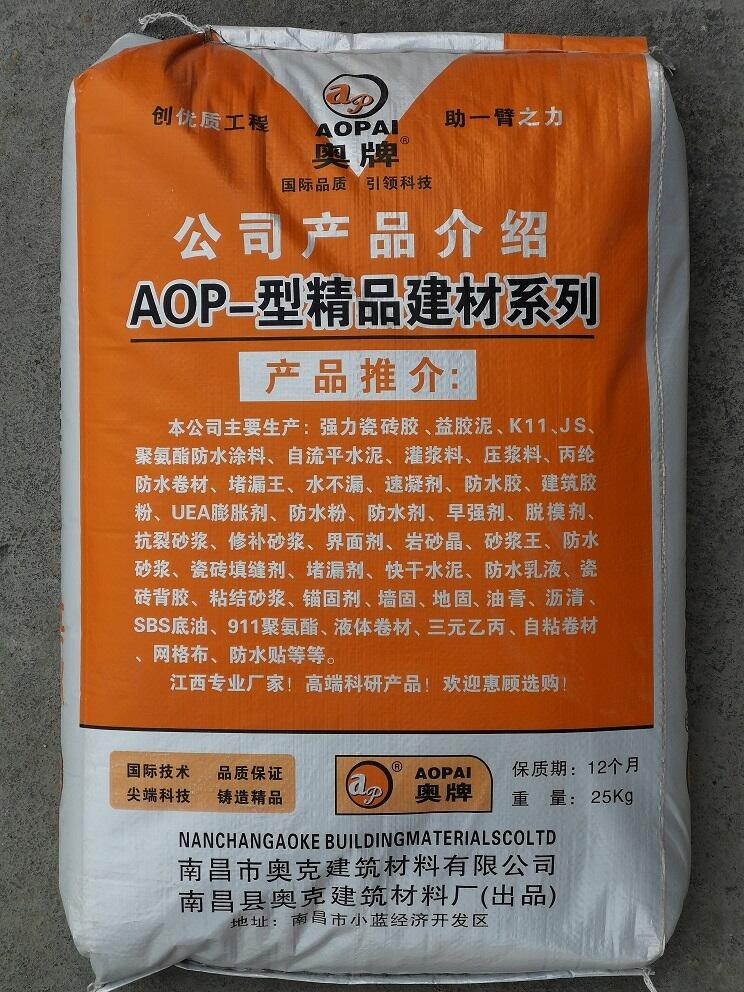 创优质工程
ap
AOPAI
奥牌®
助一臂之力
国际品质 引领科技
公司产品介绍
AOP-型精品建材系列
产品推介:
本公司主要生产:强力瓷砖胶、益胶泥、K11、JS、
聚氨酯防水涂料、自流平水泥、灌浆料、压浆料、丙纶
防水卷材、堵漏王、水不漏、速凝剂、防水胶、建筑胶
粉、UEA膨胀剂、防水粉、防水剂、早强剂、脱模剂、
抗裂砂浆、修补砂浆、界面剂、岩砂晶、砂浆王、防水
砂浆、瓷砖填缝剂、堵漏剂、快干水泥、防水乳液、瓷
砖背胶、粘结砂浆、锚固剂、墙固、地固、油膏、沥清、
SBS底油、911聚氨酯、液体卷材、三元乙丙、自粘卷材
、网格布、防水贴等等。
江西专业厂家!高端科研产品!欢迎惠顾选购!
国际技术 品质保证
尖端科技 铸造精品
ap®
AOPAI
奥牌
保质期:12个月
重 量:25Kg
NANCHANGAOKE BUILDINGMATERIALSCOLTD
南昌市奥克建筑材料有限公司
南昌县奥克建筑材料厂(出品)
地址:南昌市小蓝经济开发区